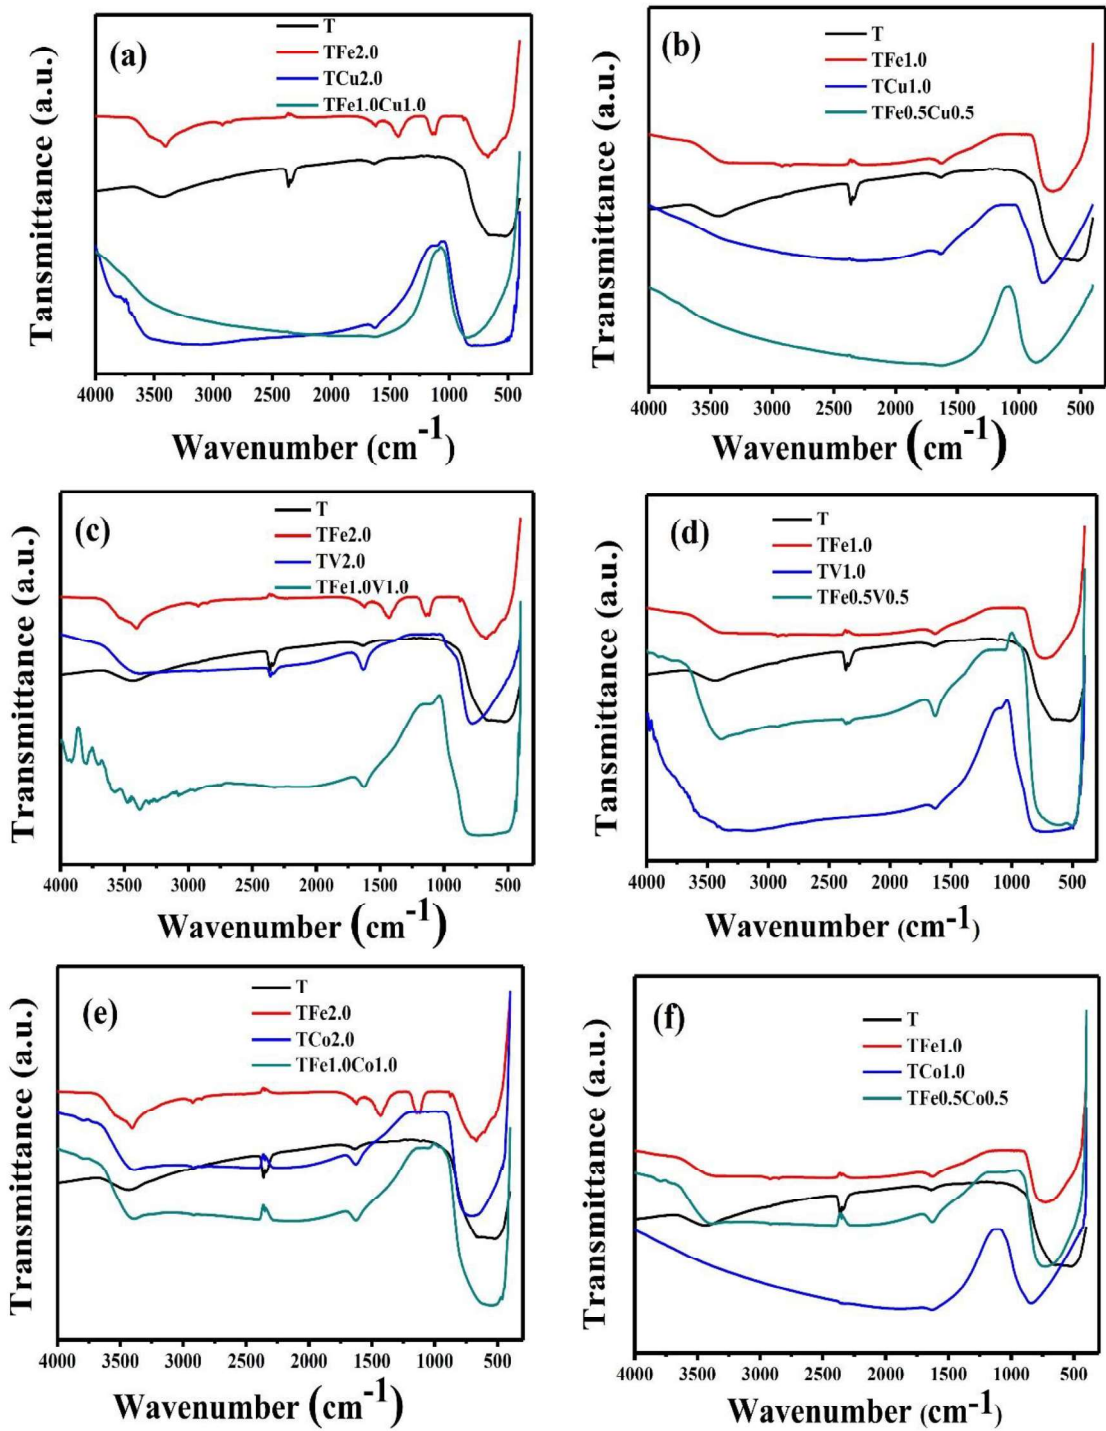 (a)
T
TFe2.0
TCu2.0
TFe1.0Cu1.0
Tansmittance (a.u.)
4000 3500 3000 2500 2000 1500 1000 500
Wavenumber (cm-1)
(b)
T
TFe1.0
TCu1.0
TFe0.5Cu0.5
Transmittance (a.u.)
4000 3500 3000 2500 2000 1500 1000 500
Wavenumber (cm-1)
(c)
T
TFe2.0
TV2.0
TFe1.0V1.0
Transmittance (a.u.)
4000 3500 3000 2500 2000 1500 1000 500
Wavenumber (cm-1)
(d)
T
TFe1.0
TV1.0
TFe0.5V0.5
Tansmittance (a.u.)
4000 3500 3000 2500 2000 1500 1000 500
Wavenumber (cm-1)
(e)
T
TFe2.0
TCo2.0
TFe1.0Co1.0
Transmittance (a.u.)
4000 3500 3000 2500 2000 1500 1000 500
Wavenumber (cm-1)
(f)
T
TFe1.0
TCo1.0
TFe0.5Co0.5
Transmittance (a.u.)
4000 3500 3000 2500 2000 1500 1000 500
Wavenumber (cm-1)